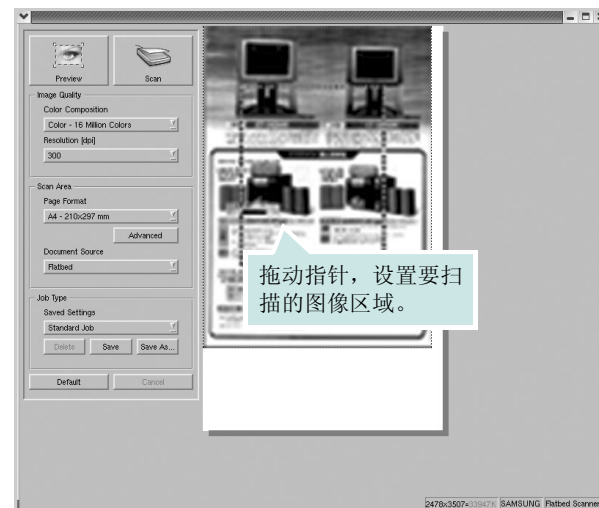 Preview
Scan
Image Quality
Color Composition
Color - 16 Million Colors
Resolution [dpi]
300
Scan Area
Page Format
A4 - 210x297 mm
Advanced
Document Source
Flatbed
Job Type
Saved Settings
Standard Job
Delete Save Save As...
Default Cancel
拖动指针，设置要扫
描的图像区域。
2478x3507=33947K SAMSUNG Flatbed Scanner